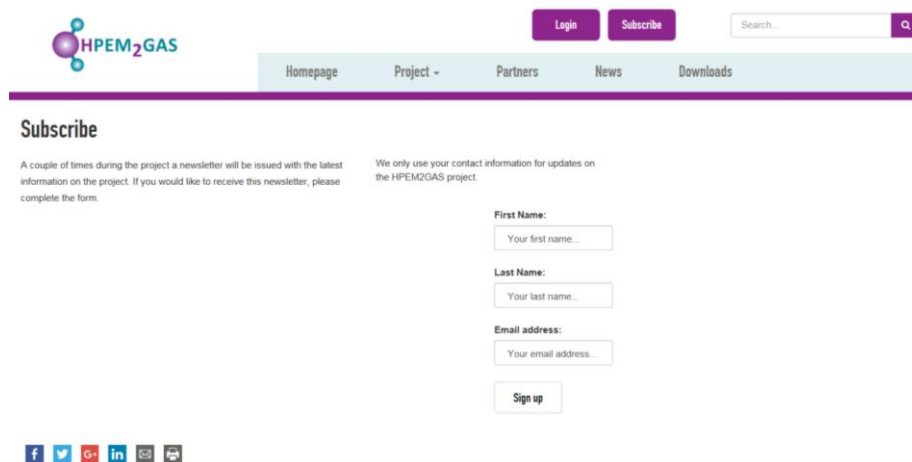 HPEM2GAS
Login
Subscribe
Search...
Homepage
Project
Partners
News
Downloads
Subscribe
A couple of times during the project a newsletter will be issued with the latest
information on the project. If you would like to receive this newsletter, please
complete the form.
We only use your contact information for updates on
the HPEM2GAS project.
First Name:
Your first name...
Last Name:
Your last name...
Email address:
Your email address...
Sign up
f
G+
in